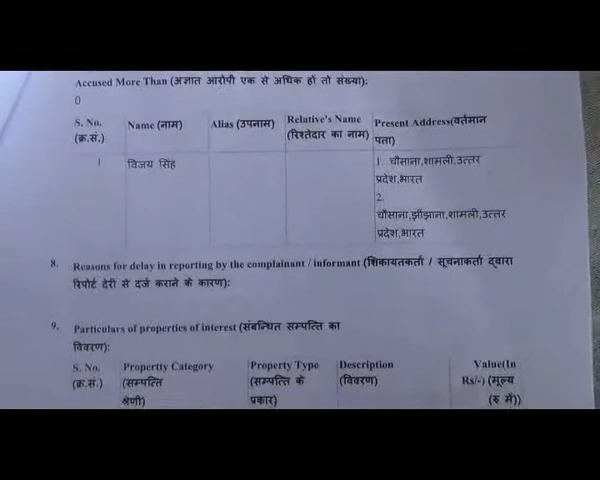 Accused More Than (अज्ञात आरोपी एक से अधिक हों तो संख्या):
0
S. No. (क्र.सं.) Name (नाम) Alias (उपनाम) Relative's Name (रिश्तेदार का नाम) Present Address(वर्तमान पता)
1 विजय सिंह 1. चौसाना,शामली,उत्तर
प्रदेश,भारत
2.
चौसाना,झींझाना,शामली,उत्तर
प्रदेश,भारत
8. Reasons for delay in reporting by the complainant / informant (शिकायतकर्ता / सूचनाकर्ता द्वारा
रिपोर्ट देरी से दर्ज कराने के कारण):
9. Particulars of properties of interest (संबन्धित सम्पत्ति का
विवरण):
S. No. Propertty Category Property Type Description Value(In
(क्र.सं.) (सम्पत्ति (सम्पत्ति के (विवरण) Rs/-) (मूल्य
श्रेणी) प्रकार) (रु में))